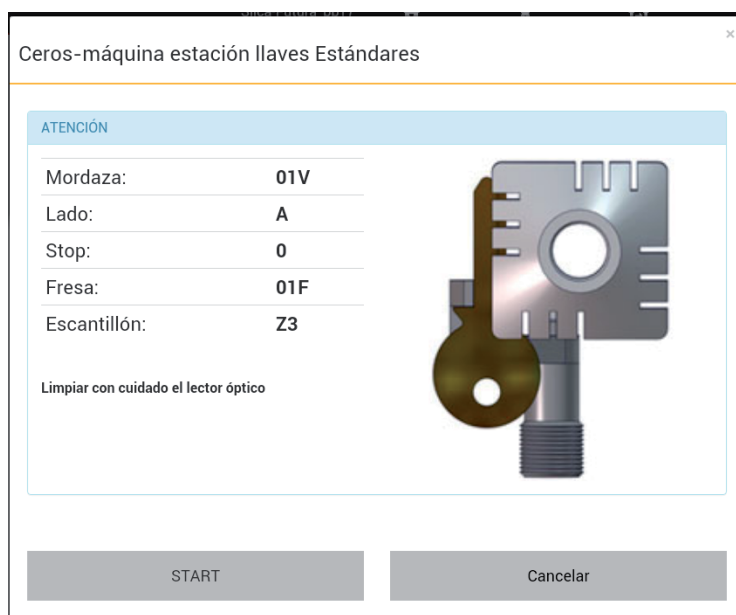 ×
Ceros-máquina estación llaves Estándares
ATENCIÓN
Mordaza: 01V
Lado: A
Stop: 0
Fresa: 01F
Escantillón: Z3
Limpiar con cuidado el lector óptico
START Cancelar